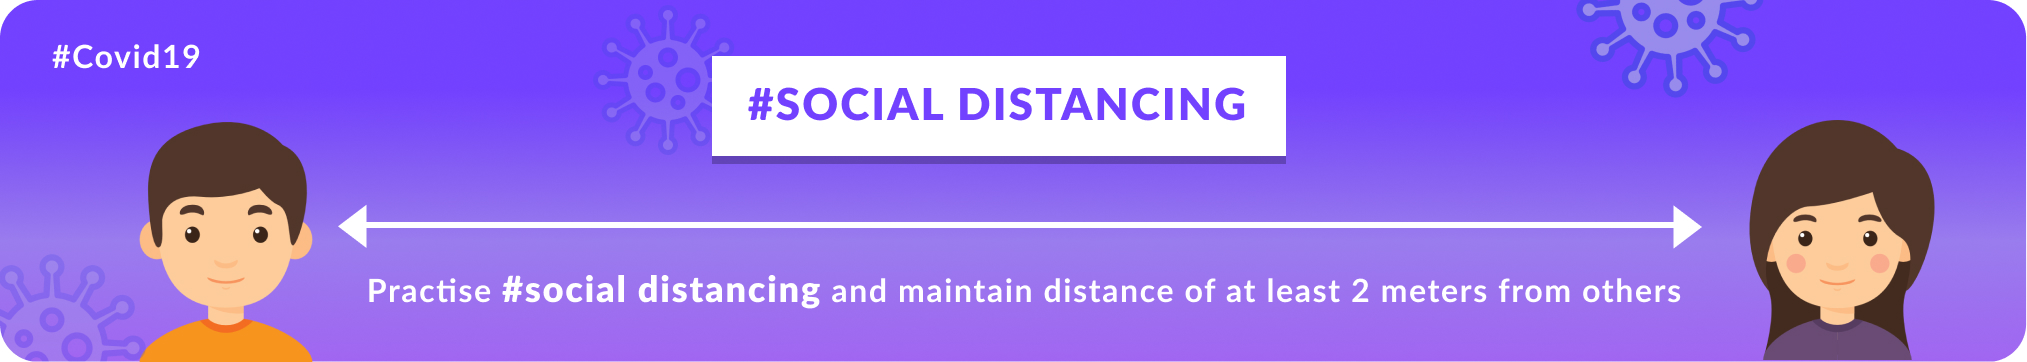 #Covid19
#SOCIAL DISTANCING
Practise #social distancing and maintain distance of at least 2 meters from others